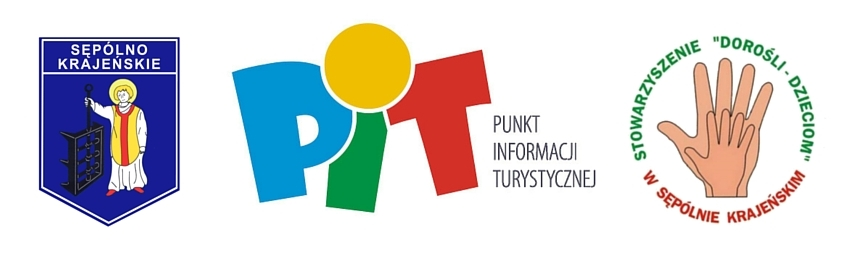 SĘPÓLNO
KRAJEŃSKIE
PiT
PUNKT
INFORMACJI
TURYSTYCZNEJ
STOWARZYSZENIE "DOROŚLI - DZIECIOM"
W SĘPÓLNIE KRAJEŃSKIM